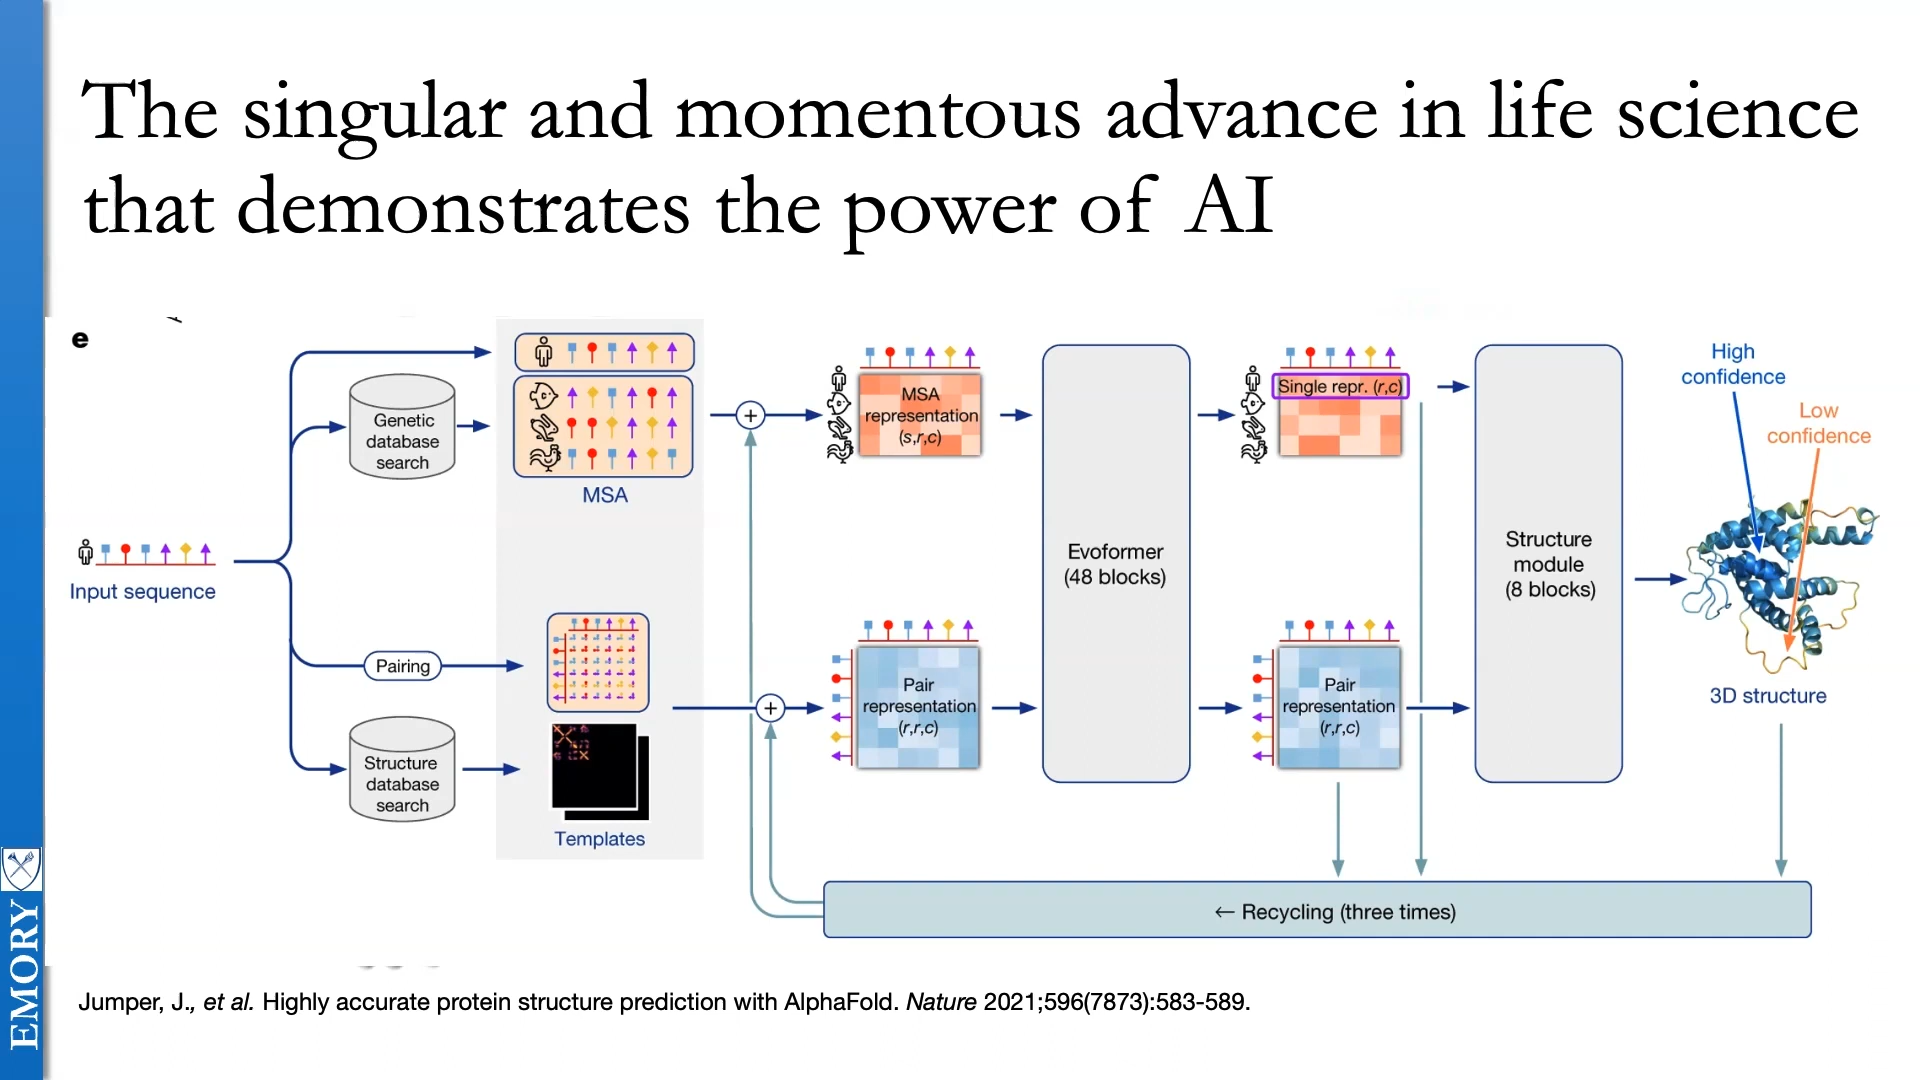 The singular and momentous advance in life science
that demonstrates the power of AI
e
Input sequence
Genetic
database
search
Pairing
Structure
database
search
MSA
Templates
+
+
MSA
representation
(s,r,c)
Pair
representation
(r,r,c)
Evoformer
(48 blocks)
Single repr. (r,c)
Pair
representation
(r,r,c)
Structure
module
(8 blocks)
High
confidence
Low
confidence
3D structure
← Recycling (three times)
Jumper, J., et al. Highly accurate protein structure prediction with AlphaFold. Nature 2021;596(7873):583-589.
EMORY